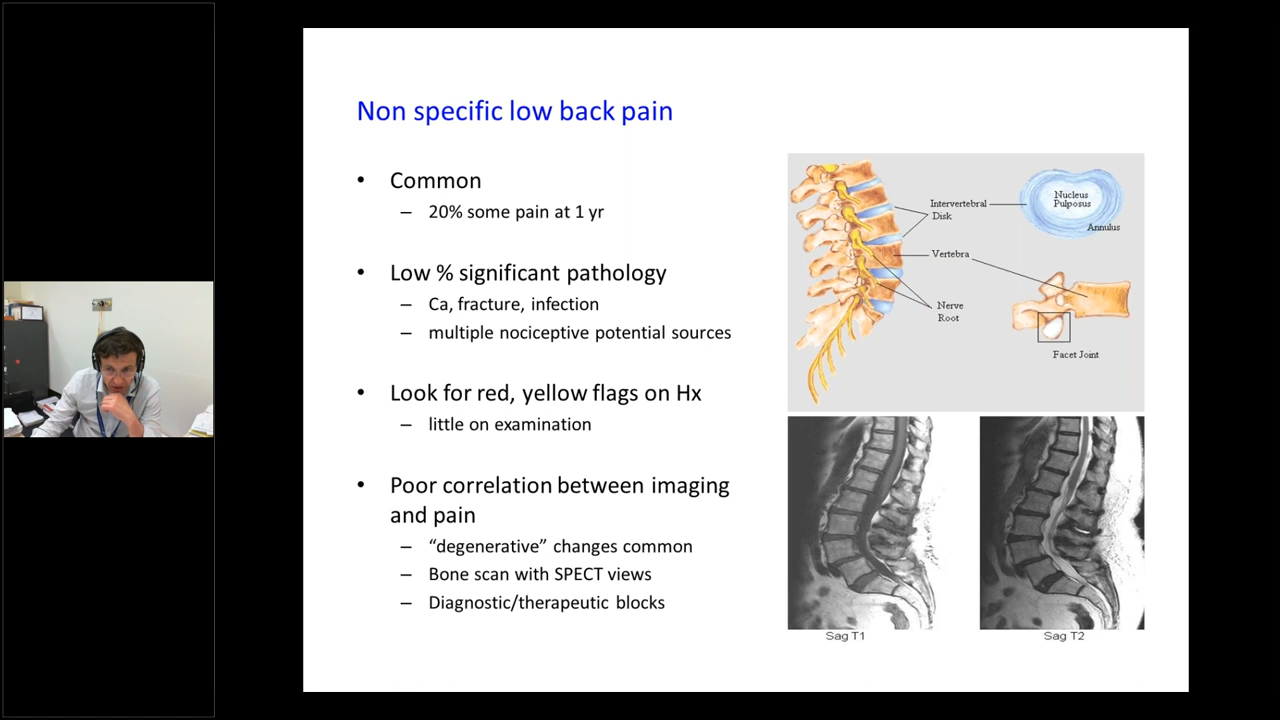 Non specific low back pain
• Common
– 20% some pain at 1 yr
• Low % significant pathology
– Ca, fracture, infection
– multiple nociceptive potential sources
• Look for red, yellow flags on Hx
– little on examination
• Poor correlation between imaging
and pain
– “degenerative” changes common
– Bone scan with SPECT views
– Diagnostic/therapeutic blocks
Intervertebral
Disk
Nucleus
Pulposus
Annulus
Vertebra
Nerve
Root
Facet Joint
Sag T1
Sag T2